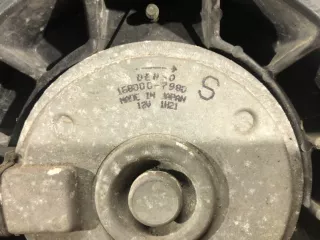 DENSO
168000-7980
MADE IN JAPAN
12V 1H21
S